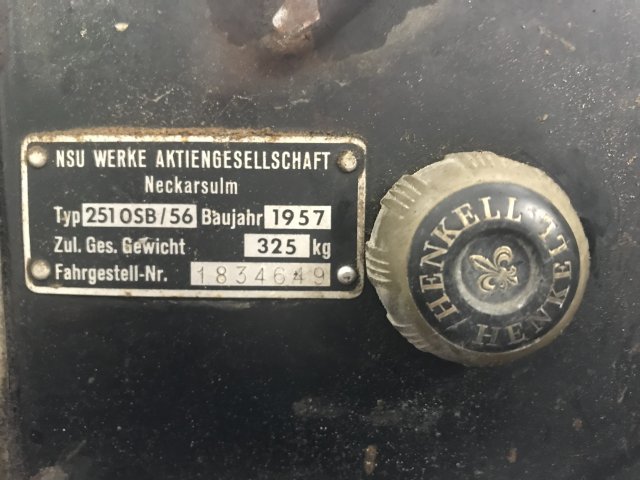 NSU WERKE AKTIENGESELLSCHAFT
Neckarsulm
Typ 251OSB/56 Baujahr 1957
Zul. Ges. Gewicht 325 kg
Fahrgestell-Nr. 1834649
HENKELL
HENKELL